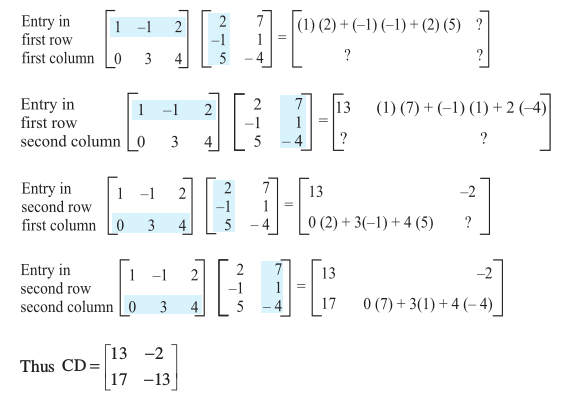 Entry in first row first column [1 −1 2; 0 3 4] [2 7; −1 1; 5 −4] = [(1) (2) + (−1) (−1) + (2) (5) ?; ? ?]
Entry in first row second column [1 −1 2; 0 3 4] [2 7; −1 1; 5 −4] = [13 (1) (7) + (−1) (1) + 2 (−4); ? ?]
Entry in second row first column [1 −1 2; 0 3 4] [2 7; −1 1; 5 −4] = [13 −2; 0 (2) + 3(−1) + 4 (5) ?]
Entry in second row second column [1 −1 2; 0 3 4] [2 7; −1 1; 5 −4] = [13 −2; 17 0 (7) + 3(1) + 4 (− 4)]
Thus CD = [13 −2; 17 −13]